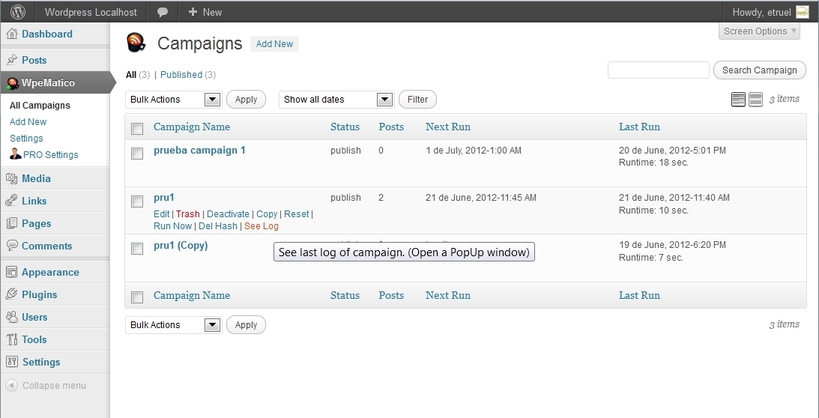 Wordpress Localhost + New Howdy, etruel
Dashboard
Posts
WpeMatico
All Campaigns
Add New
Settings
PRO Settings
Media
Links
Pages
Comments
Appearance
Plugins
Users
Tools
Settings
Collapse menu
Screen Options
Campaigns Add New
All (3) | Published (3)
Search Campaign
Bulk Actions Apply Show all dates Filter 3 items
Campaign Name Status Posts Next Run Last Run
prueba campaign 1 publish 0 1 de July, 2012-1:00 AM 20 de June, 2012-5:01 PM
Runtime: 18 sec.
pru1 publish 2 21 de June, 2012-11:45 AM 21 de June, 2012-11:40 AM
Edit | Trash | Deactivate | Copy | Reset | Runtime: 10 sec.
Run Now | Del Hash | See Log
pru1 (Copy) 19 de June, 2012-6:20 PM
See last log of campaign. (Open a PopUp window) Runtime: 7 sec.
Campaign Name Status Posts Next Run Last Run
Bulk Actions Apply 3 items